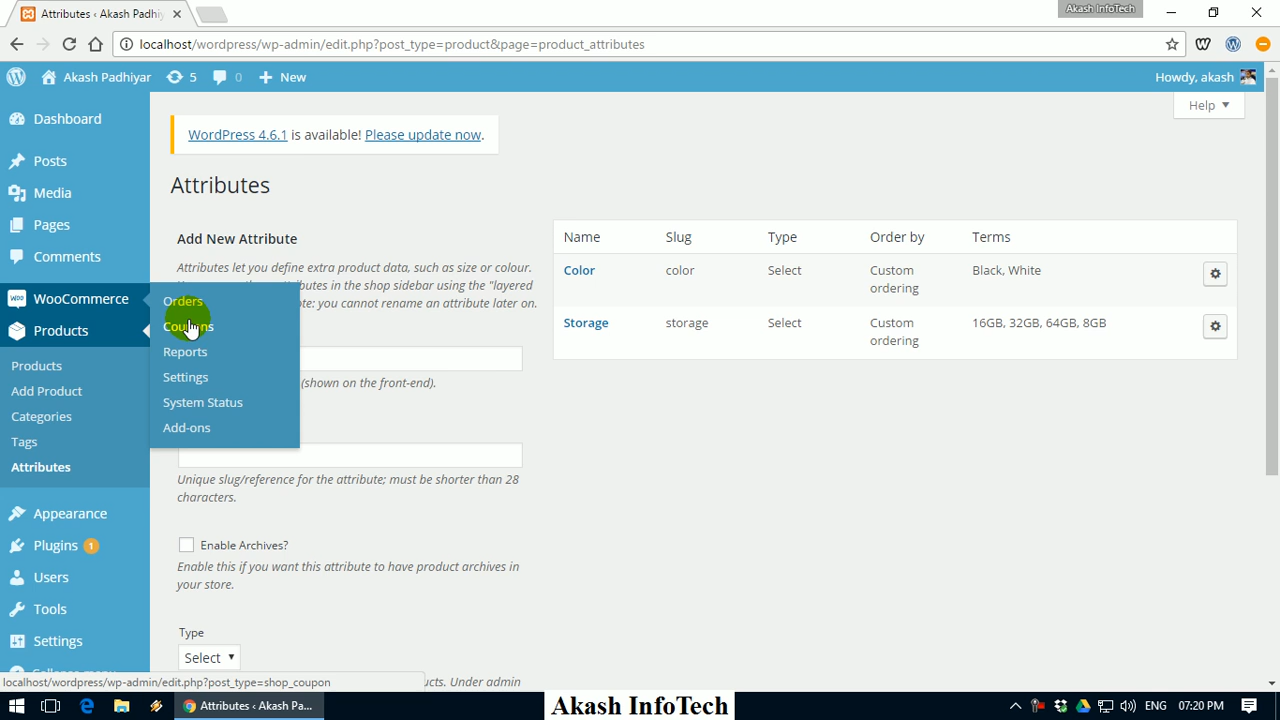 Attributes ‹ Akash Padhiy
Akash InfoTech
localhost/wordpress/wp-admin/edit.php?post_type=product&page=product_attributes
Akash Padhiyar
5
0
New
Howdy, akash
Help
Dashboard
Posts
Media
Pages
Comments
WooCommerce
Products
Products
Add Product
Categories
Tags
Attributes
Appearance
Plugins 1
Users
Tools
Settings
Orders
Coupons
Reports
Settings
System Status
Add-ons
WordPress 4.6.1 is available! Please update now.
Attributes
Add New Attribute
Attributes let you define extra product data, such as size or colour.
butes in the shop sidebar using the "layered
te: you cannot rename an attribute later on.
(shown on the front-end).
Unique slug/reference for the attribute; must be shorter than 28
characters.
Enable Archives?
Enable this if you want this attribute to have product archives in
your store.
Type
Select
ucts. Under admin
Name Slug Type Order by Terms
Color color Select Custom ordering Black, White
Storage storage Select Custom ordering 16GB, 32GB, 64GB, 8GB
localhost/wordpress/wp-admin/edit.php?post_type=shop_coupon
Attributes ‹ Akash Pa...
Akash InfoTech
ENG
07:20 PM